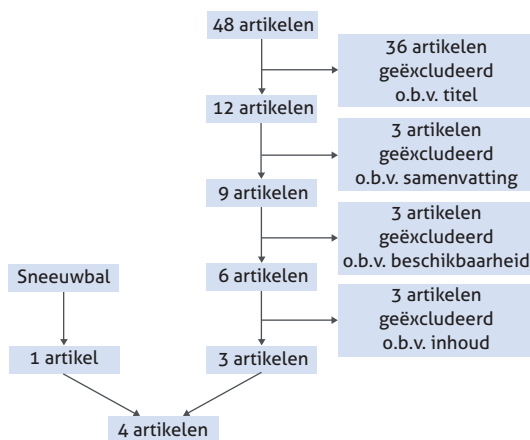 48 artikelen
36 artikelen
geëxcludeerd
o.b.v. titel
12 artikelen
3 artikelen
geëxcludeerd
o.b.v. samenvatting
9 artikelen
3 artikelen
geëxcludeerd
o.b.v. beschikbaarheid
6 artikelen
3 artikelen
geëxcludeerd
o.b.v. inhoud
Sneeuwbal
1 artikel
3 artikelen
4 artikelen